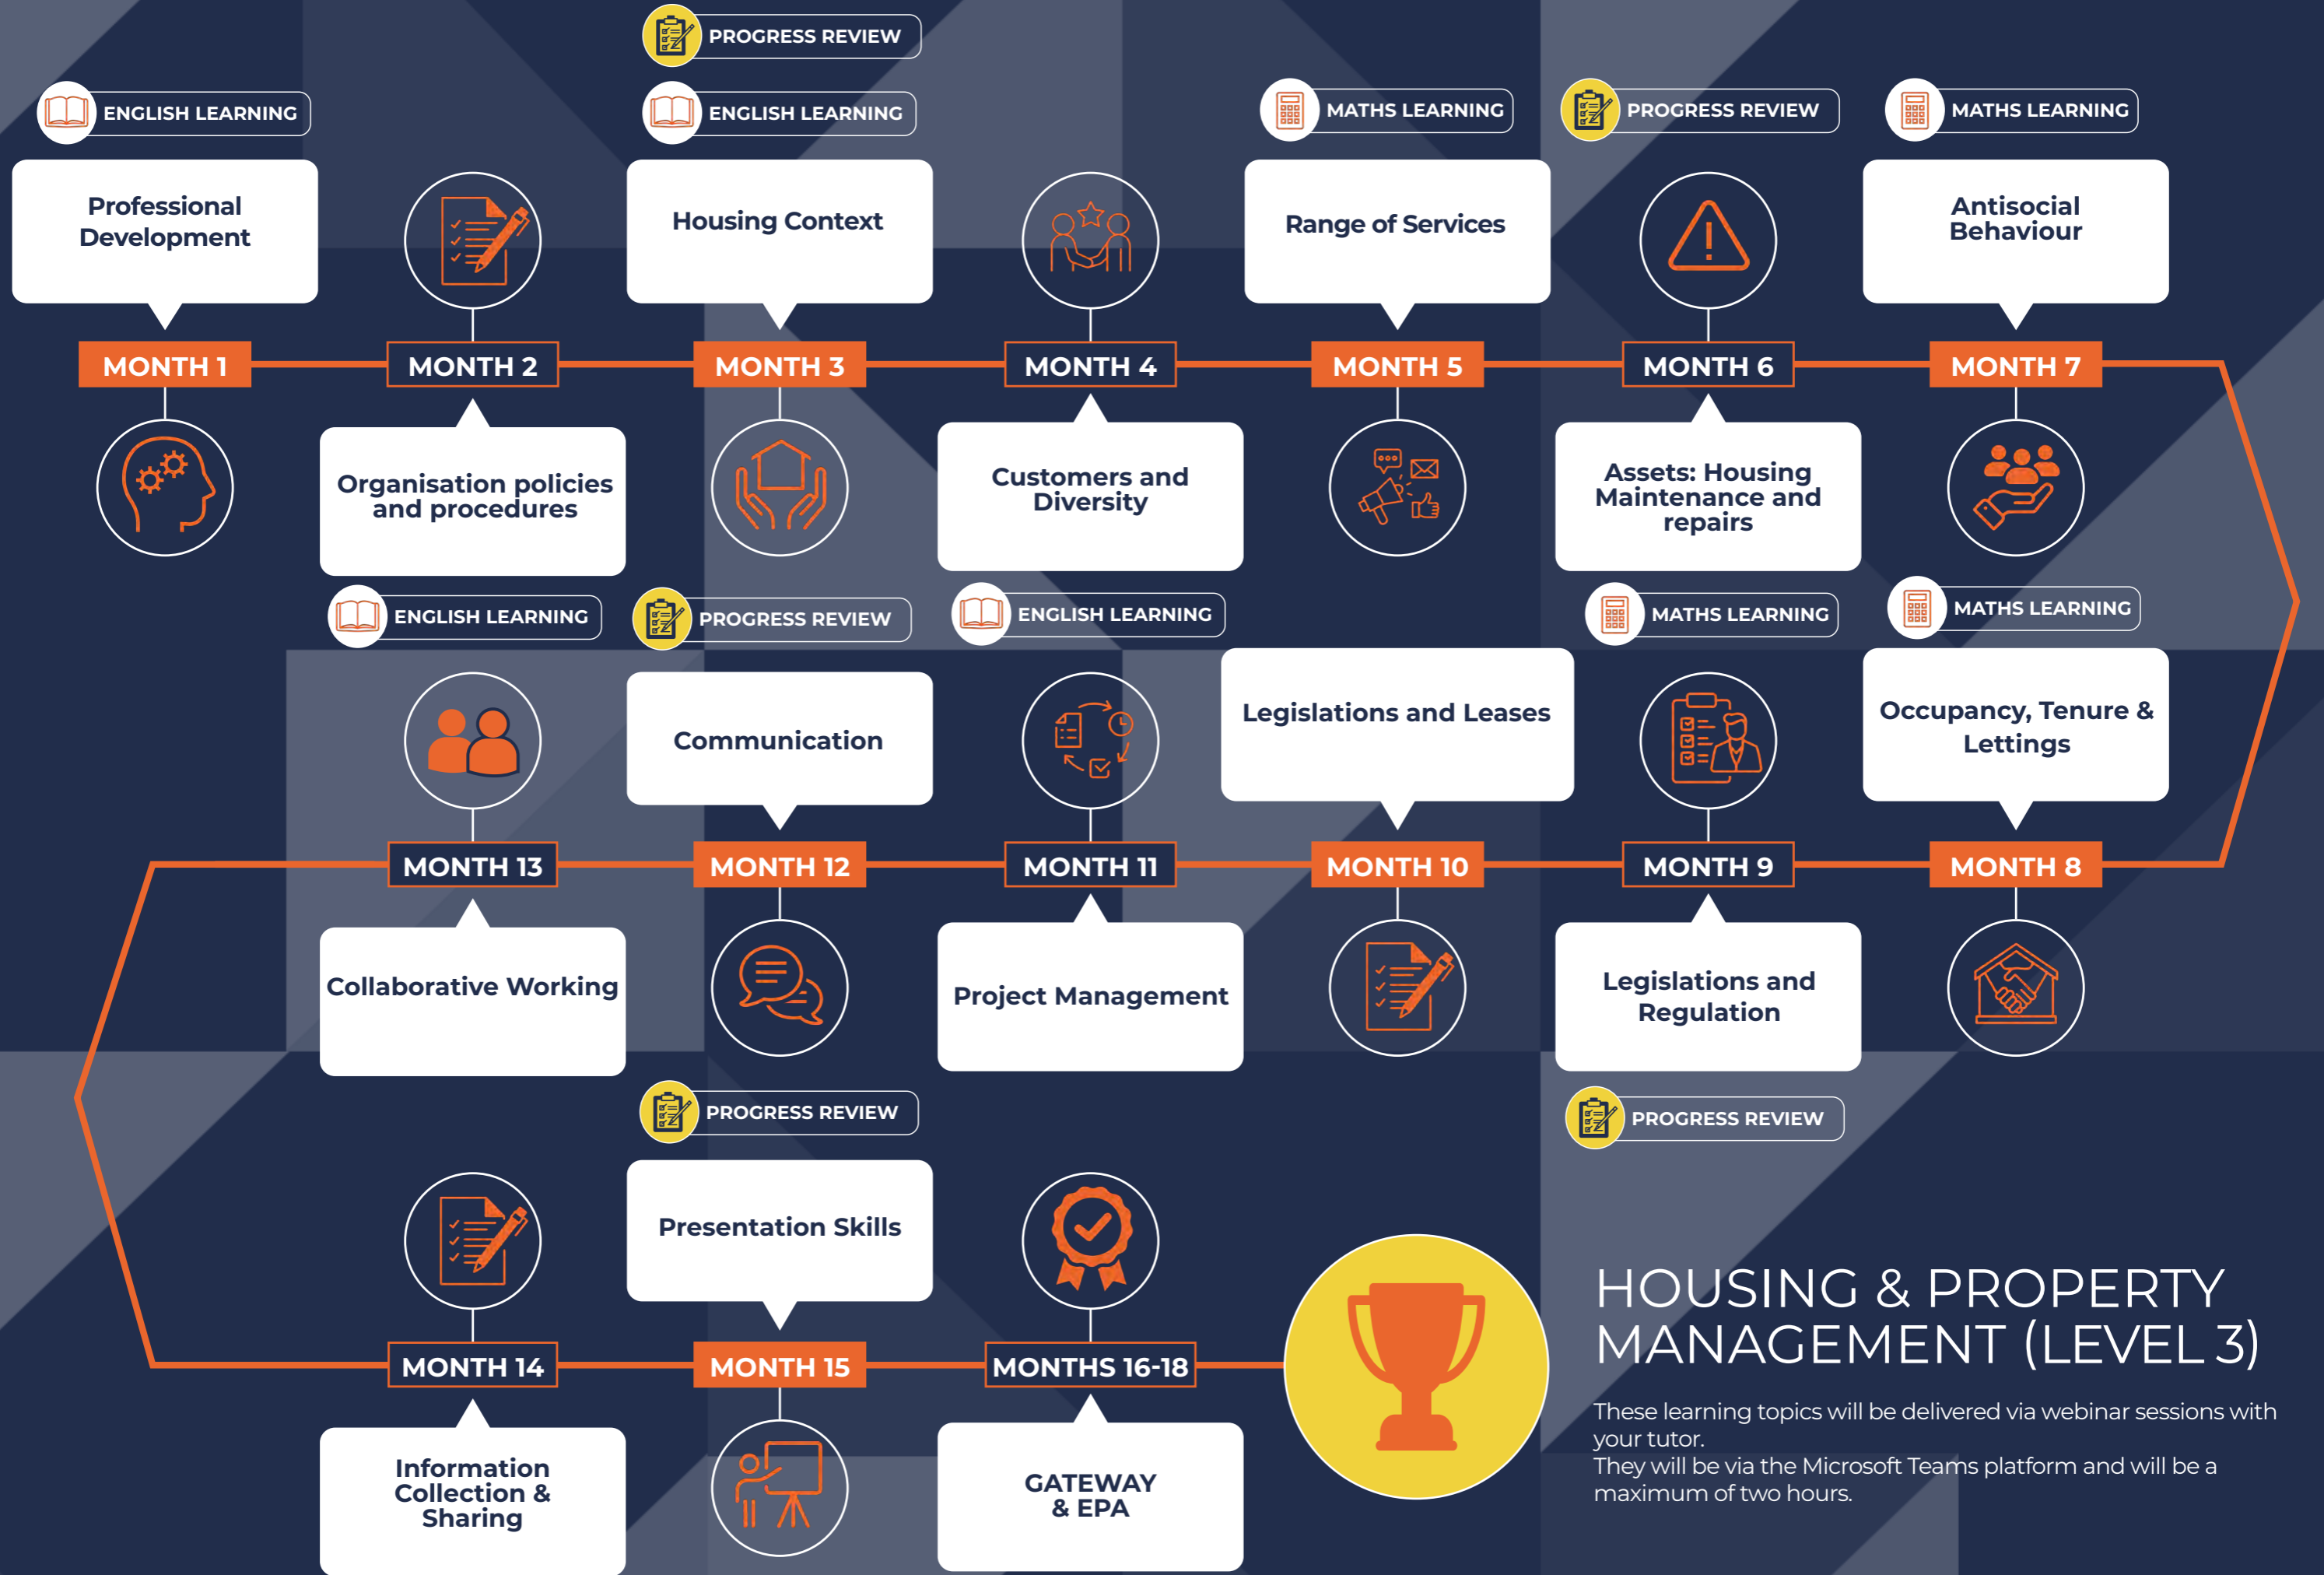 PROGRESS REVIEW
ENGLISH LEARNING
ENGLISH LEARNING
MATHS LEARNING
PROGRESS REVIEW
MATHS LEARNING
Professional
Development
Housing Context
Range of Services
Antisocial
Behaviour
MONTH 1
MONTH 2
MONTH 3
MONTH 4
MONTH 5
MONTH 6
MONTH 7
Organisation policies
and procedures
Customers and
Diversity
Assets: Housing
Maintenance and
repairs
ENGLISH LEARNING
PROGRESS REVIEW
ENGLISH LEARNING
MATHS LEARNING
MATHS LEARNING
Communication
Legislations and Leases
Occupancy, Tenure &
Lettings
MONTH 13
MONTH 12
MONTH 11
MONTH 10
MONTH 9
MONTH 8
Collaborative Working
Project Management
Legislations and
Regulation
PROGRESS REVIEW
PROGRESS REVIEW
Presentation Skills
MONTH 14
MONTH 15
MONTHS 16-18
Information
Collection &
Sharing
GATEWAY
& EPA
HOUSING & PROPERTY
MANAGEMENT (LEVEL 3)
These learning topics will be delivered via webinar sessions with
your tutor.
They will be via the Microsoft Teams platform and will be a
maximum of two hours.